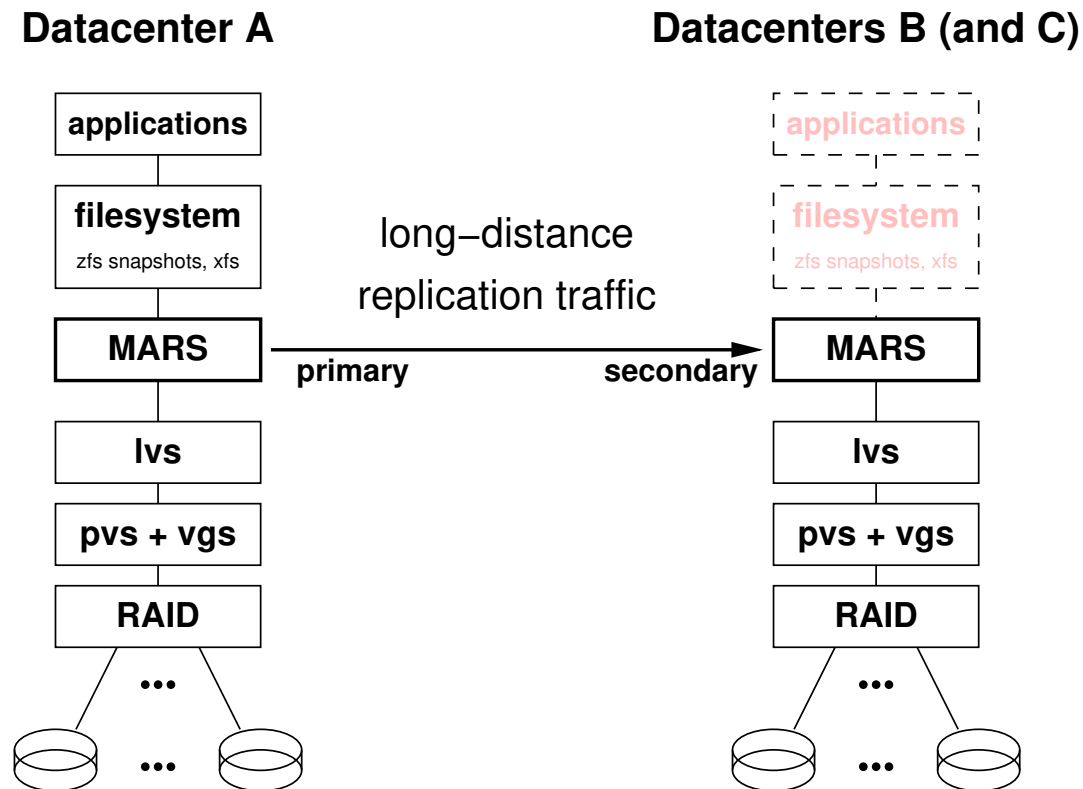 Datacenter A
Datacenters B (and C)
applications
filesystem
zfs snapshots, xfs
MARS
lvs
pvs + vgs
RAID
...
...
long−distance
replication traffic
primary
secondary
applications
filesystem
zfs snapshots, xfs
MARS
lvs
pvs + vgs
RAID
...
...